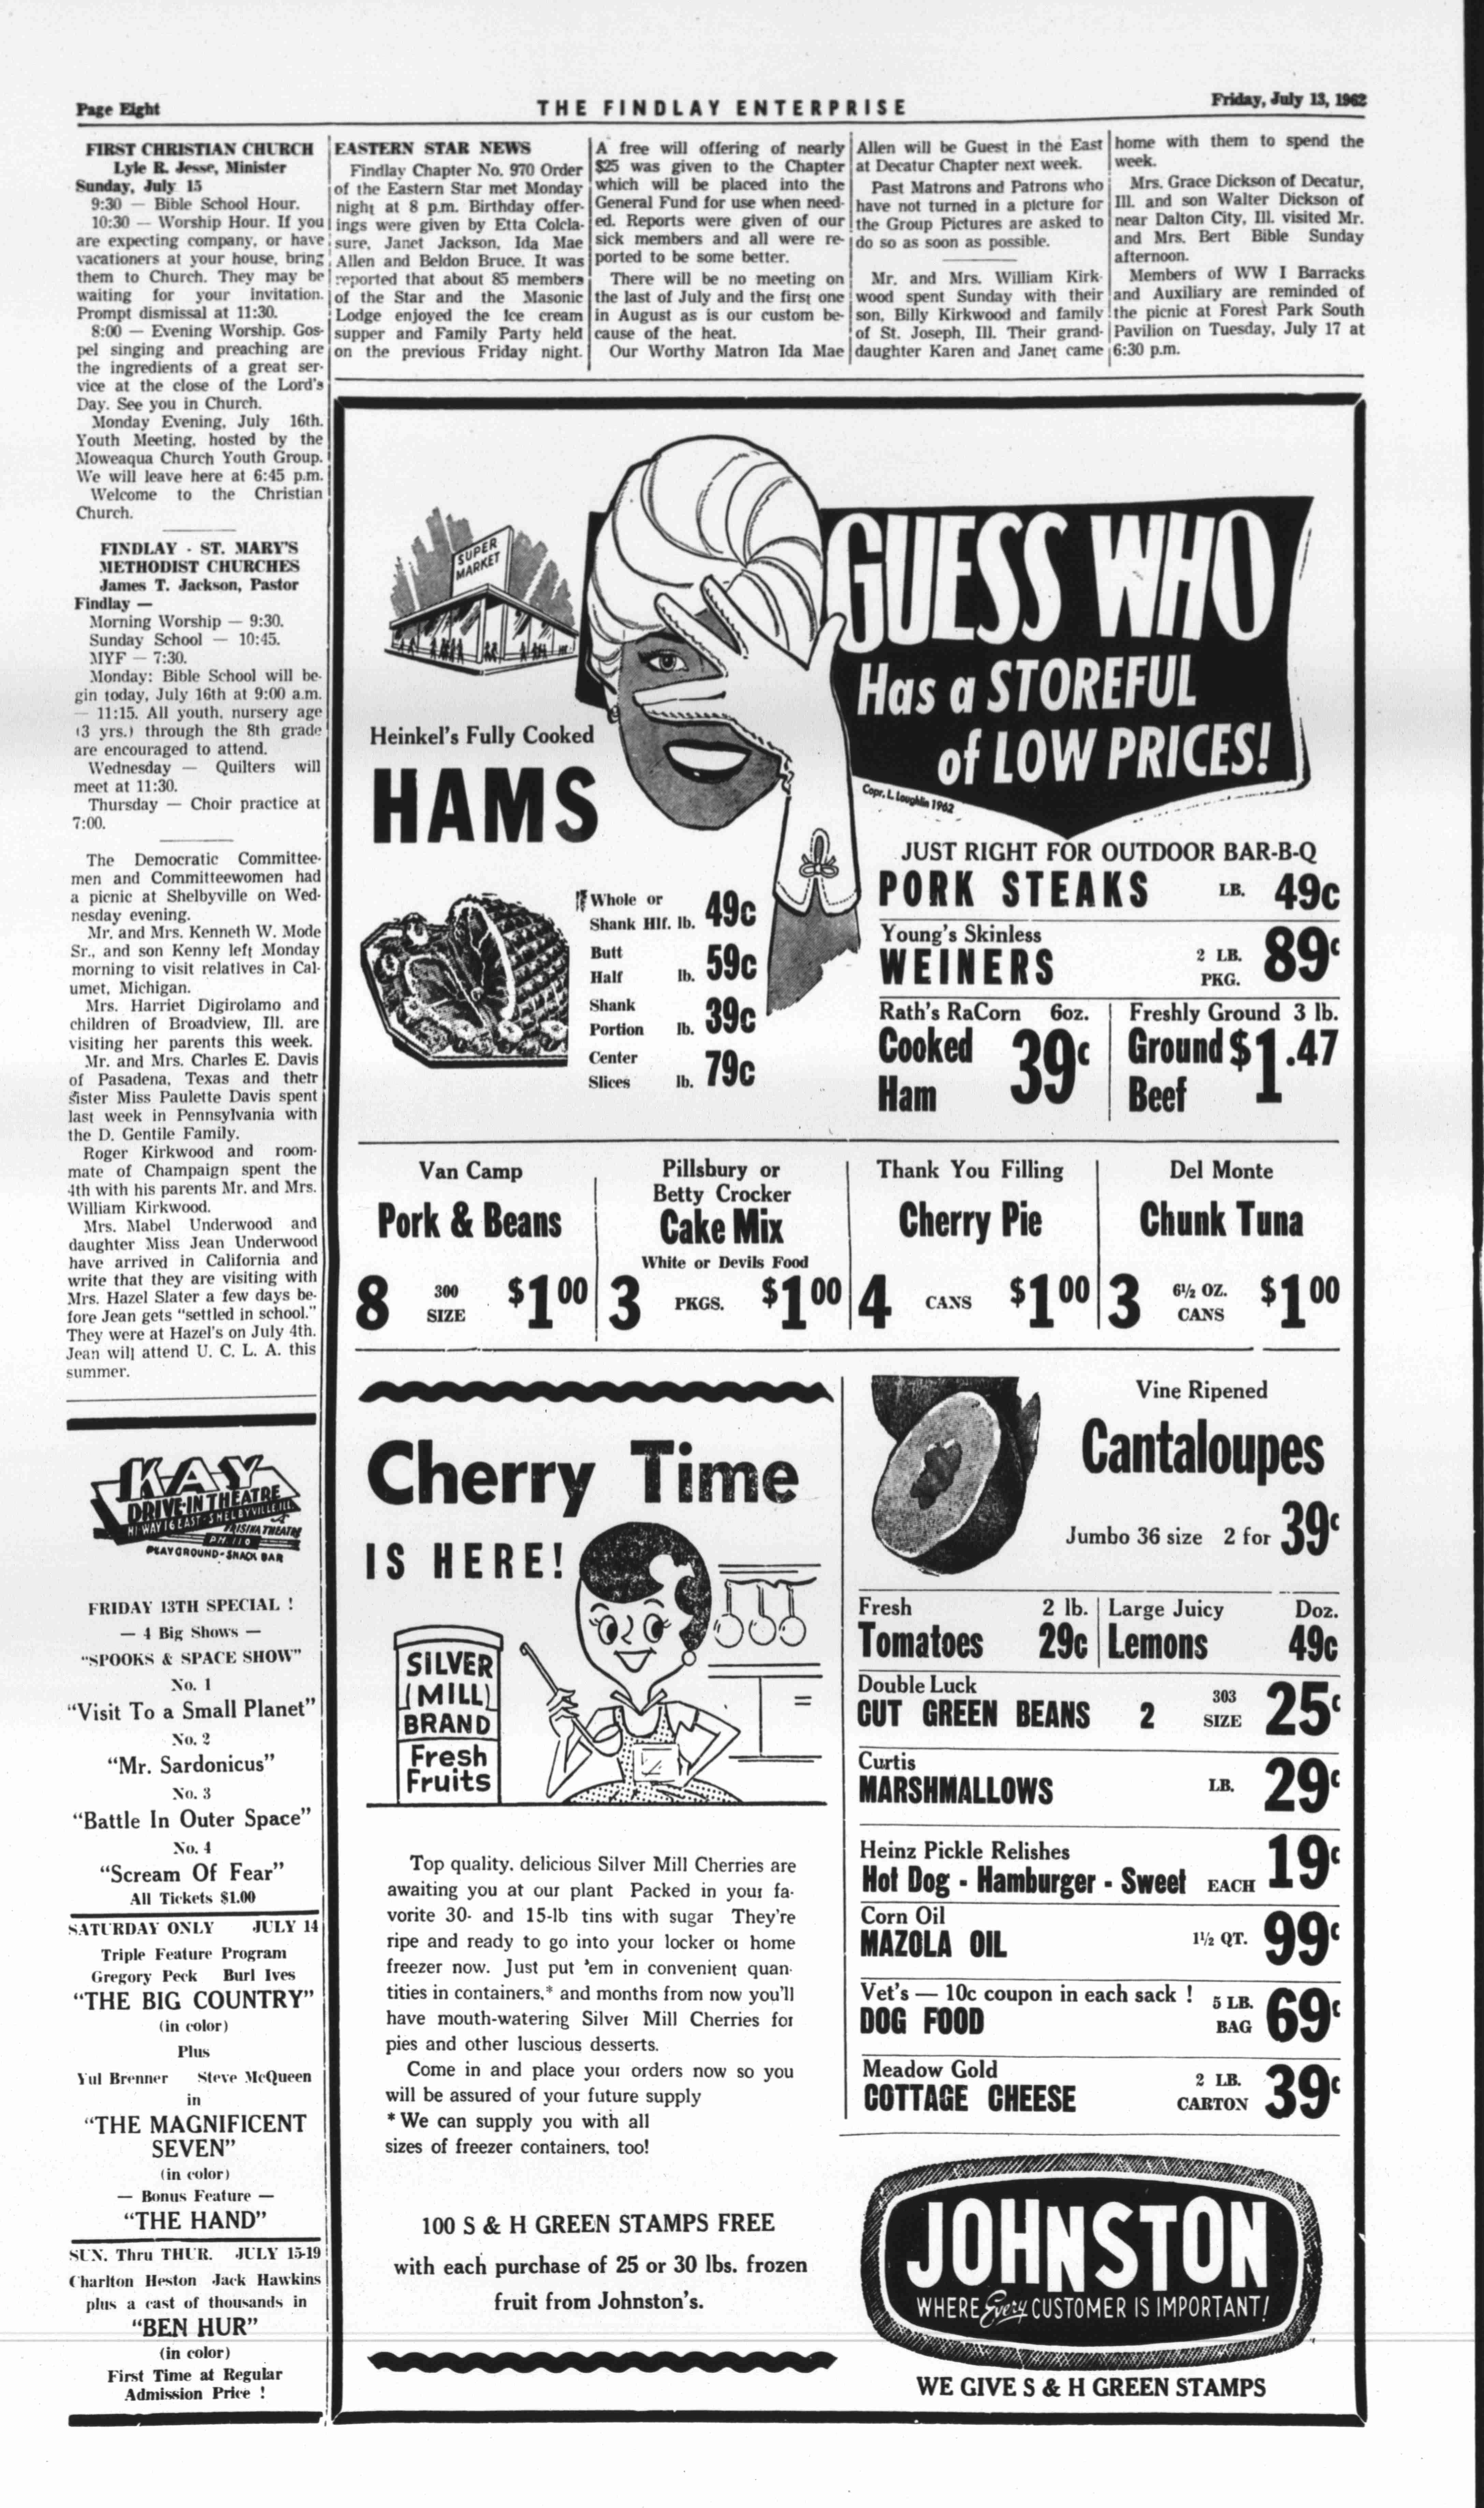 Page Eight
THE FINDLAY ENTERPRISE
Friday, July 13, 1962
FIRST CHRISTIAN CHURCH
Lyle R. Jesse, Minister
Sunday, July 15
9:30 — Bible School Hour.
10:30 — Worship Hour. If you
are expecting company, or have
vacationers at your house, bring
them to Church. They may be
waiting for your invitation.
Prompt dismissal at 11:30.
8:00 — Evening Worship. Gos-
pel singing and preaching are
the ingredients of a great ser-
vice at the close of the Lord's
Day. See you in Church.
Monday Evening, July 16th.
Youth Meeting, hosted by the
Moweaqua Church Youth Group.
We will leave here at 6:45 p.m.
Welcome to the Christian
Church.
FINDLAY - ST. MARY'S
METHODIST CHURCHES
James T. Jackson, Pastor
Findlay —
Morning Worship — 9:30.
Sunday School — 10:45.
MYF — 7:30.
Monday: Bible School will be-
gin today, July 16th at 9:00 a.m.
— 11:15. All youth, nursery age
(3 yrs.) through the 8th grade
are encouraged to attend.
Wednesday — Quilters will
meet at 11:30.
Thursday — Choir practice at
7:00.
The Democratic Committee-
men and Committeewomen had
a picnic at Shelbyville on Wed-
nesday evening.
Mr. and Mrs. Kenneth W. Mode
Sr., and son Kenny left Monday
morning to visit relatives in Cal-
umet, Michigan.
Mrs. Harriet Digirolamo and
children of Broadview, Ill. are
visiting her parents this week.
Mr. and Mrs. Charles E. Davis
of Pasadena, Texas and their
sister Miss Paulette Davis spent
last week in Pennsylvania with
the D. Gentile Family.
Roger Kirkwood and room-
mate of Champaign spent the
4th with his parents Mr. and Mrs.
William Kirkwood.
Mrs. Mabel Underwood and
daughter Miss Jean Underwood
have arrived in California and
write that they are visiting with
Mrs. Hazel Slater a few days be-
fore Jean gets "settled in school."
They were at Hazel's on July 4th.
Jean will attend U. C. L. A. this
summer.
KAY
DRIVE-IN THEATRE
HI-WAY 16 EAST - SHELBYVILLE, ILL.
A FRISINA THEATRE
PH. 110
PLAYGROUND - SNACK BAR
FRIDAY 13TH SPECIAL !
— 4 Big Shows —
"SPOOKS & SPACE SHOW"
No. 1
"Visit To a Small Planet"
No. 2
"Mr. Sardonicus"
No. 3
"Battle In Outer Space"
No. 4
"Scream Of Fear"
All Tickets $1.00
SATURDAY ONLY JULY 14
Triple Feature Program
Gregory Peck Burl Ives
"THE BIG COUNTRY"
(in color)
Plus
Yul Brenner Steve McQueen
in
"THE MAGNIFICENT
SEVEN"
(in color)
— Bonus Feature —
"THE HAND"
SUN. Thru THUR. JULY 15-19
Charlton Heston Jack Hawkins
plus a cast of thousands in
"BEN HUR"
(in color)
First Time at Regular
Admission Price !
EASTERN STAR NEWS
Findlay Chapter No. 970 Order
of the Eastern Star met Monday
night at 8 p.m. Birthday offer-
ings were given by Etta Colcla-
sure, Janet Jackson, Ida Mae
Allen and Beldon Bruce. It was
reported that about 85 members
of the Star and the Masonic
Lodge enjoyed the Ice cream
supper and Family Party held
on the previous Friday night.
A free will offering of nearly
$25 was given to the Chapter
which will be placed into the
General Fund for use when need-
ed. Reports were given of our
sick members and all were re-
ported to be some better.
There will be no meeting on
the last of July and the first one
in August as is our custom be-
cause of the heat.
Our Worthy Matron Ida Mae
Allen will be Guest in the East
at Decatur Chapter next week.
Past Matrons and Patrons who
have not turned in a picture for
the Group Pictures are asked to
do so as soon as possible.
Mr. and Mrs. William Kirk-
wood spent Sunday with their
son, Billy Kirkwood and family
of St. Joseph, Ill. Their grand-
daughter Karen and Janet came
home with them to spend the
week.
Mrs. Grace Dickson of Decatur,
Ill. and son Walter Dickson of
near Dalton City, Ill. visited Mr.
and Mrs. Bert Bible Sunday
afternoon.
Members of WW I Barracks
and Auxiliary are reminded of
the picnic at Forest Park South
Pavilion on Tuesday, July 17 at
6:30 p.m.
SUPER
MARKET
GUESS WHO
Has a STOREFUL
of LOW PRICES!
Copr. L. Loughlin 1962
Heinkel's Fully Cooked
HAMS
Whole or
Shank Hlf. lb. 49c
Butt
Half lb. 59c
Shank
Portion lb. 39c
Center
Slices lb. 79c
JUST RIGHT FOR OUTDOOR BAR-B-Q
PORK STEAKS LB. 49c
Young's Skinless
WEINERS 2 LB. PKG. 89c
Rath's RaCorn 6oz.
Cooked
Ham 39c
Freshly Ground 3 lb.
Ground
Beef $1.47
Van Camp
Pork & Beans
8 300 SIZE $1 00
Pillsbury or
Betty Crocker
Cake Mix
White or Devils Food
3 PKGS. $1 00
Thank You Filling
Cherry Pie
4 CANS $1 00
Del Monte
Chunk Tuna
3 6½ OZ. CANS $1 00
Cherry Time
IS HERE!
SILVER
(MILL)
BRAND
Fresh
Fruits
Top quality, delicious Silver Mill Cherries are
awaiting you at our plant Packed in your fa-
vorite 30- and 15-lb tins with sugar They're
ripe and ready to go into your locker or home
freezer now. Just put 'em in convenient quan-
tities in containers,* and months from now you'll
have mouth-watering Silver Mill Cherries for
pies and other luscious desserts.
Come in and place your orders now so you
will be assured of your future supply
* We can supply you with all
sizes of freezer containers, too!
100 S & H GREEN STAMPS FREE
with each purchase of 25 or 30 lbs. frozen
fruit from Johnston's.
Vine Ripened
Cantaloupes
Jumbo 36 size 2 for 39c
Fresh 2 lb.
Tomatoes 29c
Large Juicy Doz.
Lemons 49c
Double Luck
CUT GREEN BEANS 2 303 SIZE 25c
Curtis
MARSHMALLOWS LB. 29c
Heinz Pickle Relishes
Hot Dog - Hamburger - Sweet EACH 19c
Corn Oil
MAZOLA OIL 1½ QT. 99c
Vet's — 10c coupon in each sack !
DOG FOOD 5 LB. BAG 69c
Meadow Gold
COTTAGE CHEESE 2 LB. CARTON 39c
JOHNSTON
WHERE Every CUSTOMER IS IMPORTANT!
WE GIVE S & H GREEN STAMPS